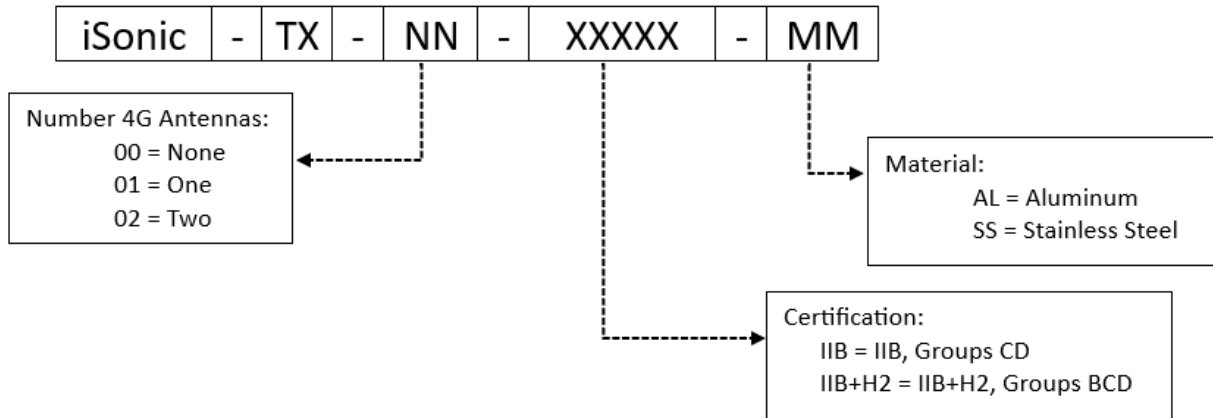 iSonic - TX - NN - XXXXX - MM
Number 4G Antennas:
00 = None
01 = One
02 = Two
Material:
AL = Aluminum
SS = Stainless Steel
Certification:
IIB = IIB, Groups CD
IIB+H2 = IIB+H2, Groups BCD